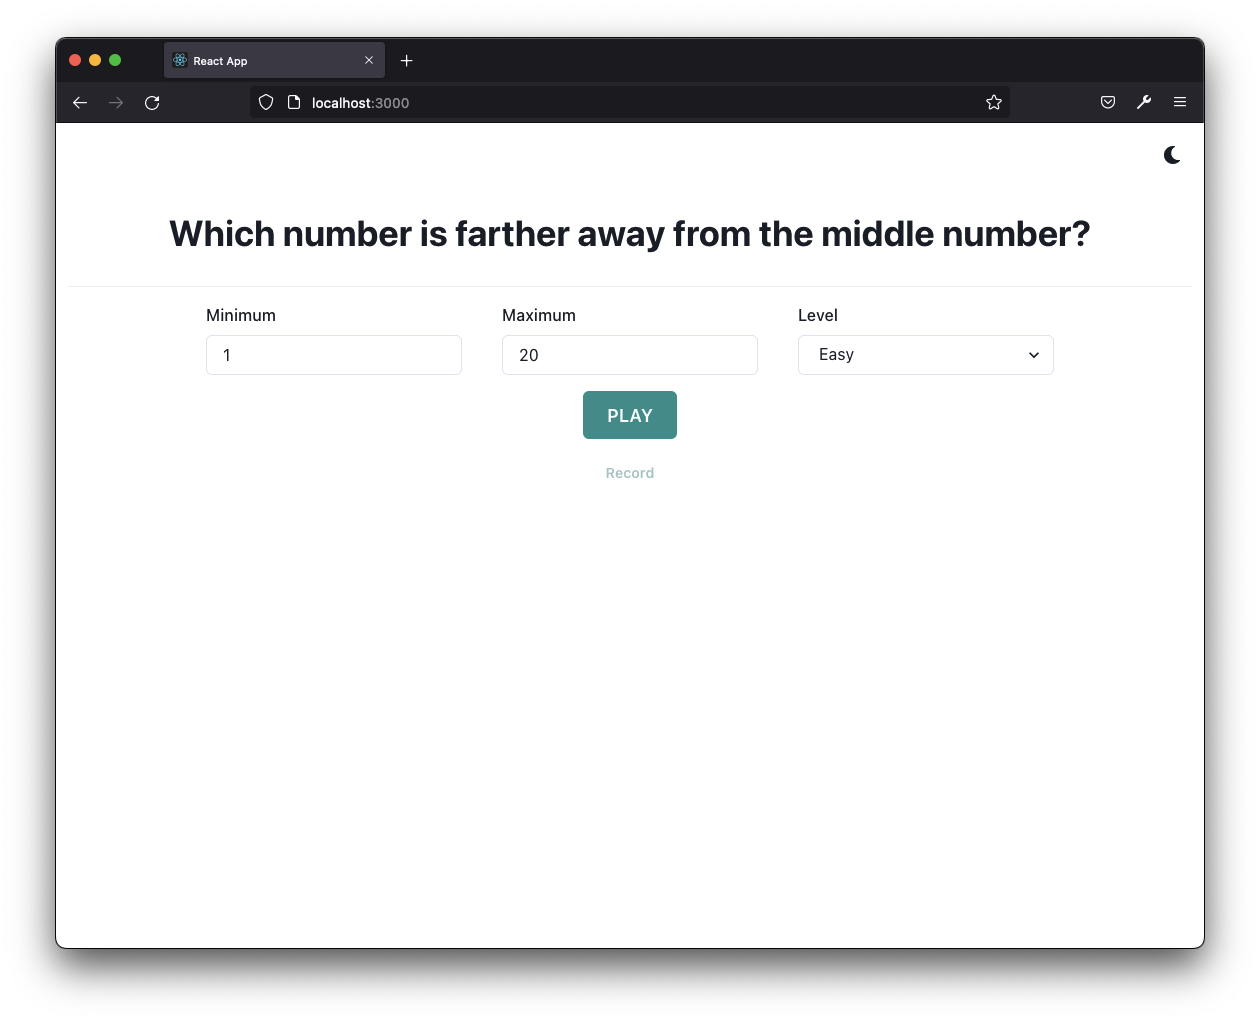 React App
localhost:3000
Which number is farther away from the middle number?
Minimum
Maximum
Level
1
20
Easy
PLAY
Record